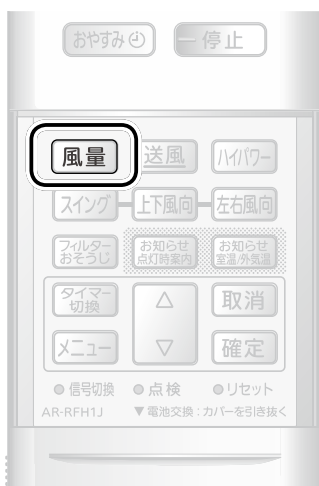 おやすみ 停止
風量 送風 ハイパワー
スイング 上下風向 左右風向
フィルター
おそうじ
お知らせ
点灯時案内
お知らせ
室温/外気温
タイマー
切換
△ 取消
メニュー ▽ 確定
信号切換 点検 リセット
AR-RFH1J ▼電池交換:カバーを引き抜く